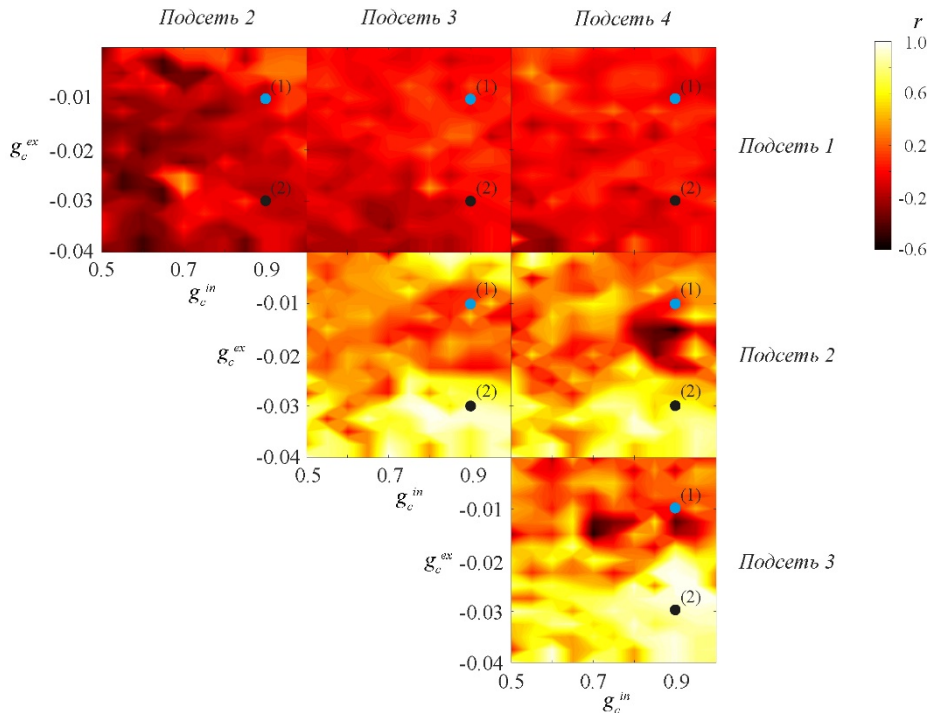 Подсеть 2 Подсеть 3 Подсеть 4
r
1.0
0.6
0.2
-0.2
-0.6
(1) (1) (1)
-0.01
g_c^ex
-0.02
Подсеть 1
(2) (2) (2)
-0.03
-0.04
0.5 0.7 0.9
g_c^in
(1) (1)
-0.01
g_c^ex
-0.02
Подсеть 2
(2) (2)
-0.03
-0.04
0.5 0.7 0.9
g_c^in
(1)
-0.01
g_c^ex
-0.02
Подсеть 3
(2)
-0.03
-0.04
0.5 0.7 0.9
g_c^in